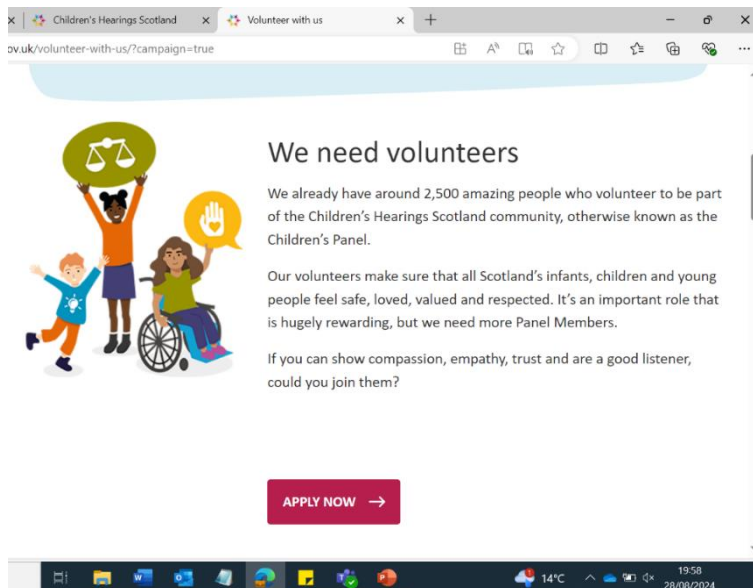 Children's Hearings Scotland
Volunteer with us
ov.uk/volunteer-with-us/?campaign=true
We need volunteers
We already have around 2,500 amazing people who volunteer to be part
of the Children's Hearings Scotland community, otherwise known as the
Children's Panel.
Our volunteers make sure that all Scotland's infants, children and young
people feel safe, loved, valued and respected. It's an important role that
is hugely rewarding, but we need more Panel Members.
If you can show compassion, empathy, trust and are a good listener,
could you join them?
APPLY NOW →
14°C
19:58
28/08/2024